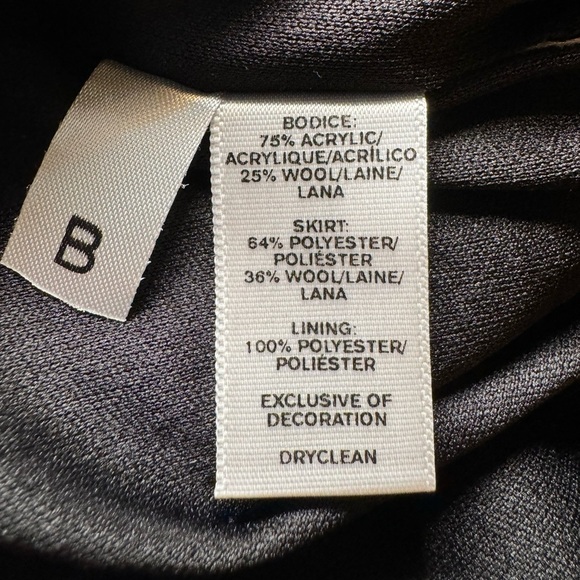 B
BODICE:
75% ACRYLIC/
ACRYLIQUE/ACRÍLICO
25% WOOL/LAINE/
LANA
SKIRT:
64% POLYESTER/
POLIÉSTER
36% WOOL/LAINE/
LANA
LINING:
100% POLYESTER/
POLIÉSTER
EXCLUSIVE OF
DECORATION
DRYCLEAN